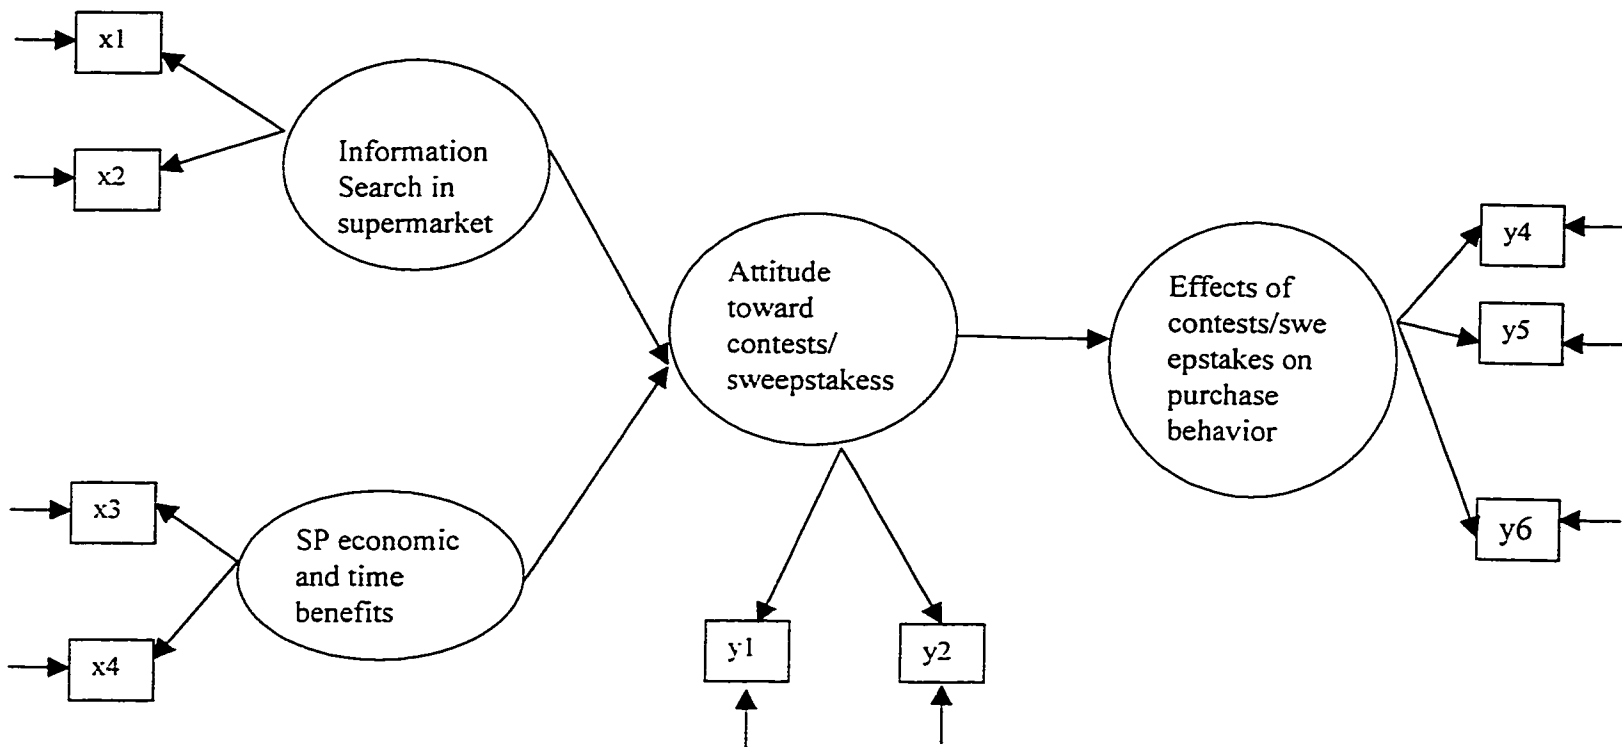 x1
x2
Information
Search in
supermarket
x3
x4
SP economic
and time
benefits
Attitude
toward
contests/
sweepstakess
y1
y2
Effects of
contests/swe
epstakes on
purchase
behavior
y4
y5
y6